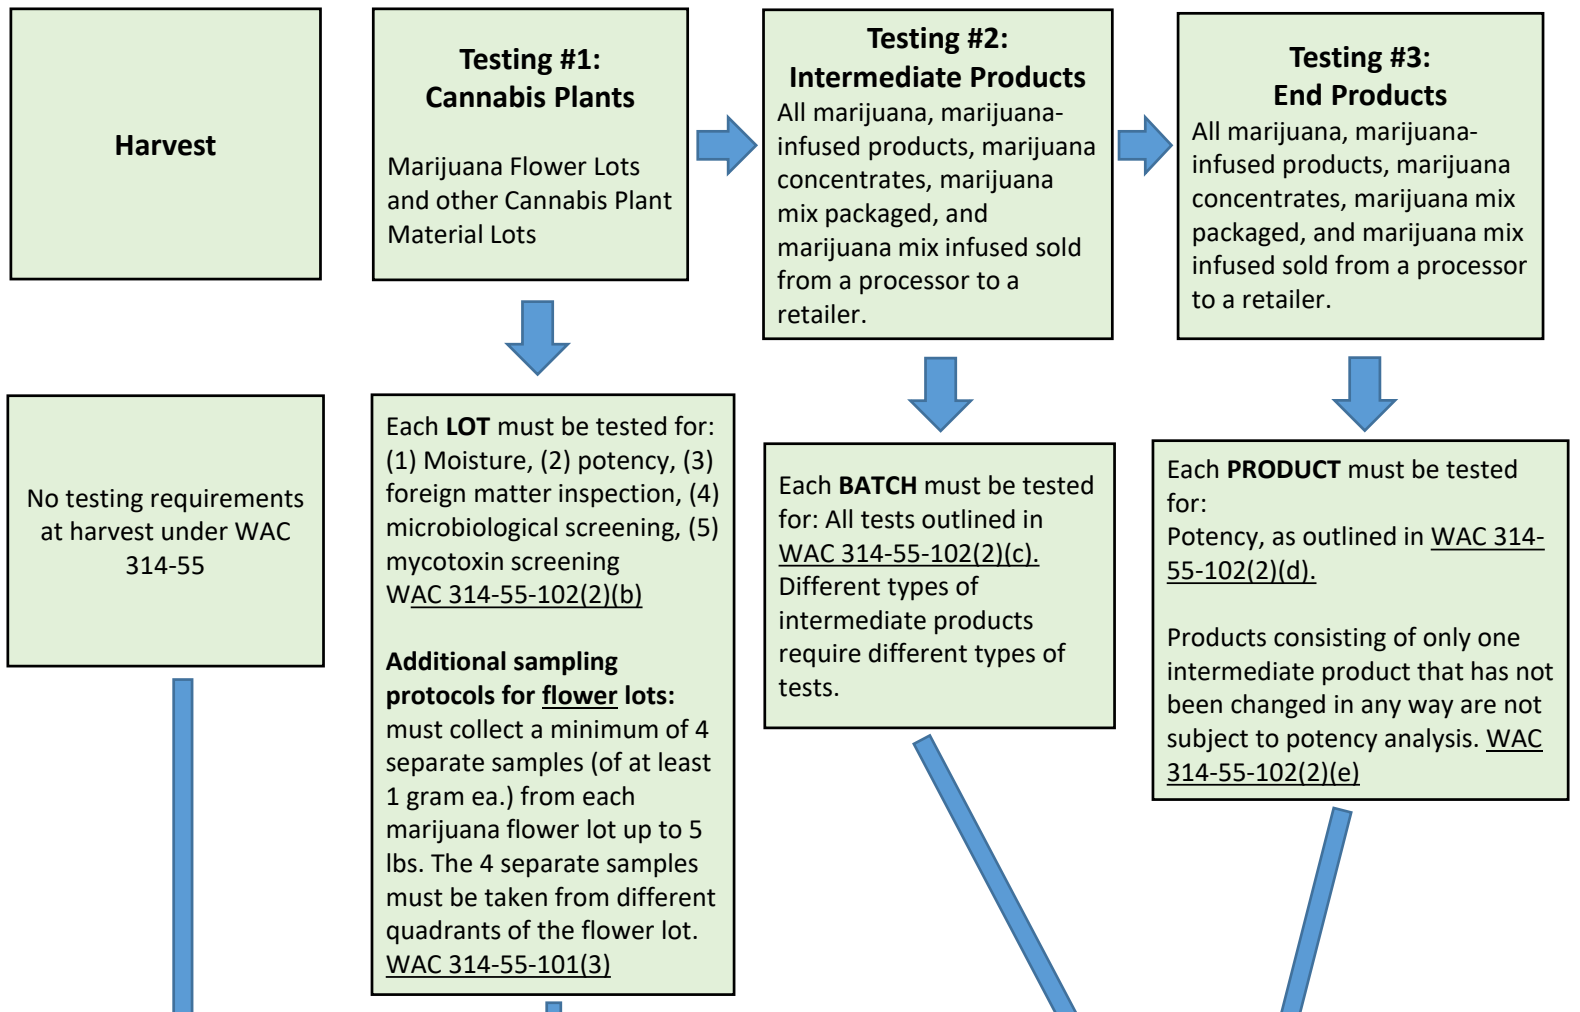 Harvest
Testing #1:
Cannabis Plants
Marijuana Flower Lots
and other Cannabis Plant
Material Lots
Testing #2:
Intermediate Products
All marijuana, marijuana-
infused products, marijuana
concentrates, marijuana
mix packaged, and
marijuana mix infused sold
from a processor to a
retailer.
Testing #3:
End Products
All marijuana, marijuana-
infused products, marijuana
concentrates, marijuana mix
packaged, and marijuana mix
infused sold from a processor
to a retailer.
No testing requirements
at harvest under WAC
314-55
Each LOT must be tested for:
(1) Moisture, (2) potency, (3)
foreign matter inspection, (4)
microbiological screening, (5)
mycotoxin screening
WAC 314-55-102(2)(b)
Additional sampling
protocols for flower lots:
must collect a minimum of 4
separate samples (of at least
1 gram ea.) from each
marijuana flower lot up to 5
lbs. The 4 separate samples
must be taken from different
quadrants of the flower lot.
WAC 314-55-101(3)
Each BATCH must be tested
for: All tests outlined in
WAC 314-55-102(2)(c).
Different types of
intermediate products
require different types of
tests.
Each PRODUCT must be tested
for:
Potency, as outlined in WAC 314-
55-102(2)(d).
Products consisting of only one
intermediate product that has not
been changed in any way are not
subject to potency analysis. WAC
314-55-102(2)(e)